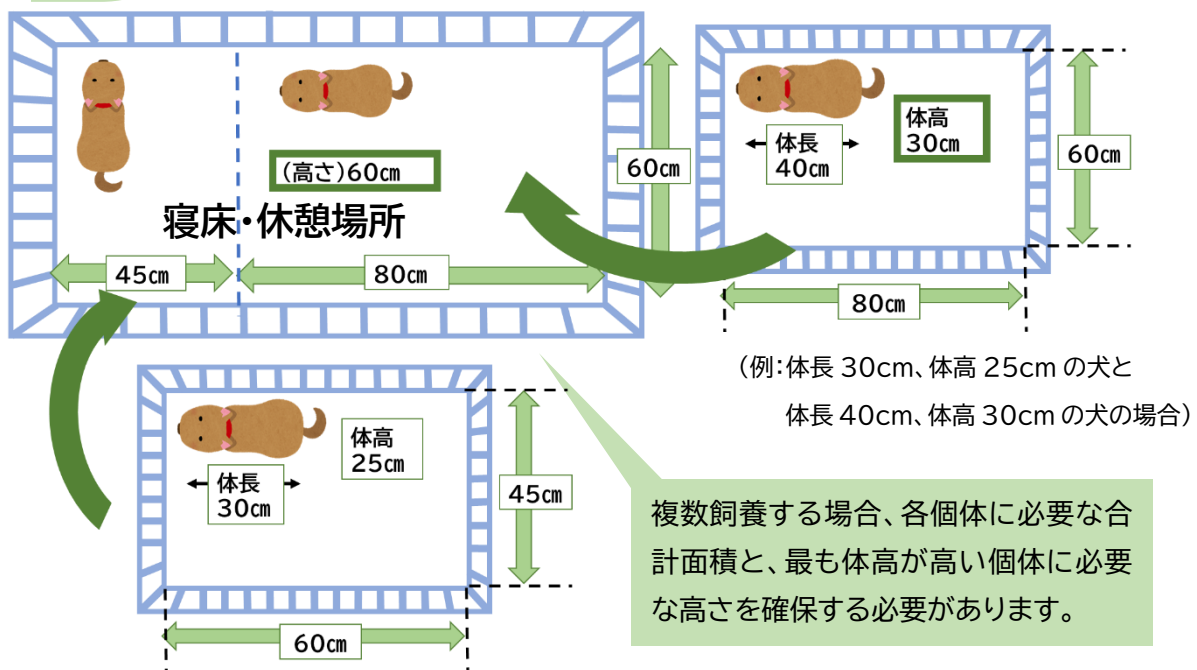 (高さ)60㎝
寝床・休憩場所
45㎝
80㎝
60㎝
体長
40㎝
体高
30㎝
60㎝
80㎝
(例:体長 30cm、体高 25cm の犬と
体長 40cm、体高 30cm の犬の場合)
体長
30㎝
体高
25㎝
45㎝
60㎝
複数飼養する場合、各個体に必要な合
計面積と、最も体高が高い個体に必要
な高さを確保する必要があります。